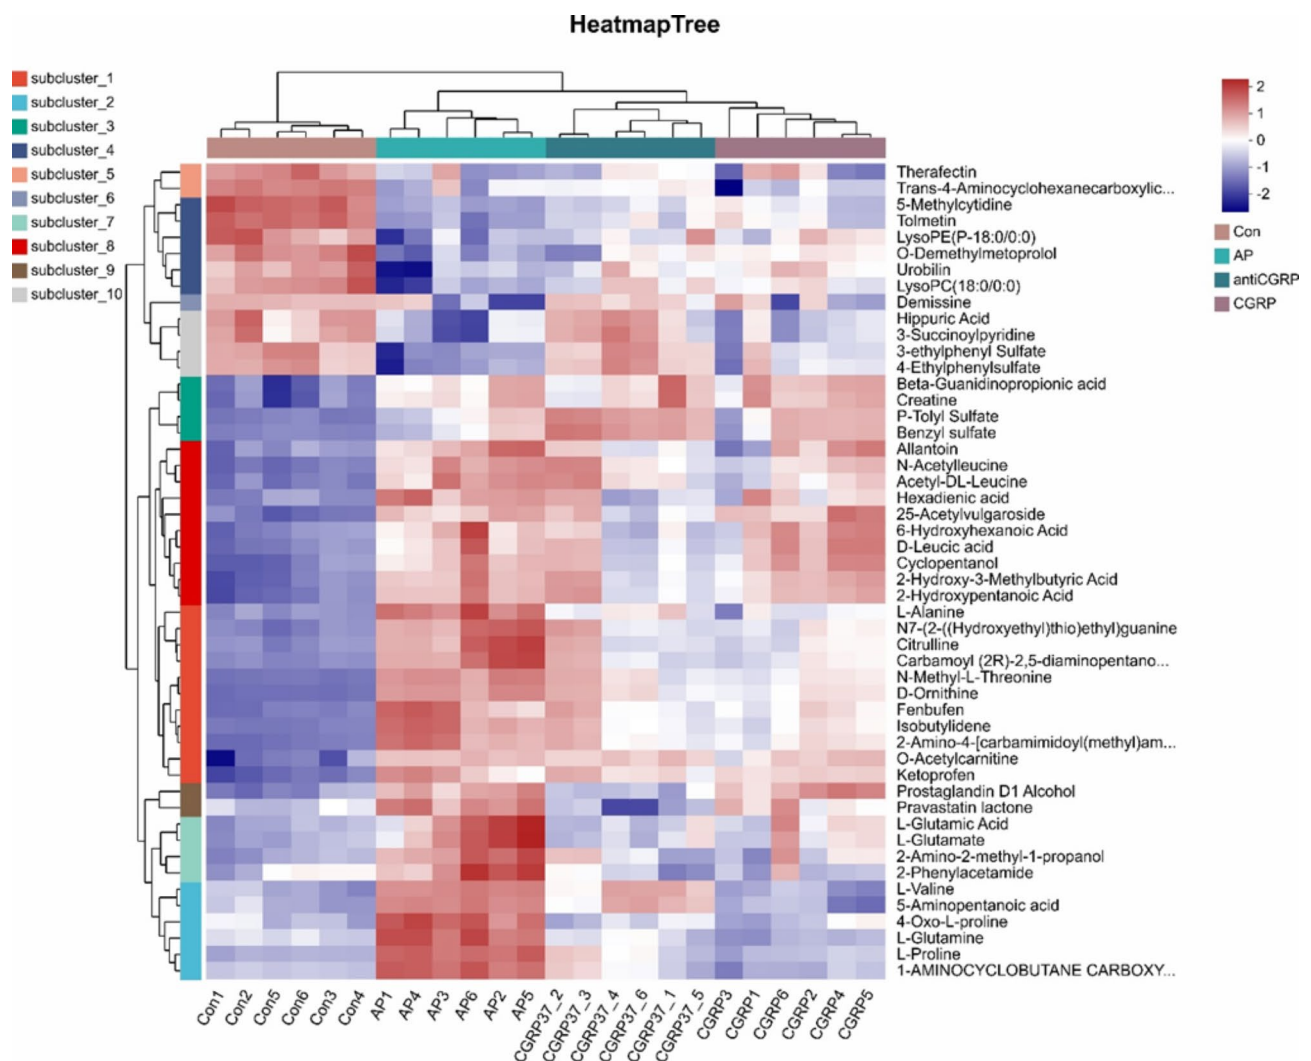 HeatmapTree
subcluster_1
subcluster_2
subcluster_3
subcluster_4
subcluster_5
subcluster_6
subcluster_7
subcluster_8
subcluster_9
subcluster_10
2
1
0
-1
-2
Con
AP
antiCGRP
CGRP
Therafectin
Trans-4-Aminocyclohexanecarboxylic...
5-Methylcytidine
Tolmetin
LysoPE(P-18:0/0:0)
O-Demethylmetoprolol
Urobilin
LysoPC(18:0/0:0)
Demissine
Hippuric Acid
3-Succinoylpyridine
3-ethylphenyl Sulfate
4-Ethylphenylsulfate
Beta-Guanidinopropionic acid
Creatine
P-Tolyl Sulfate
Benzyl sulfate
Allantoin
N-Acetylleucine
Acetyl-DL-Leucine
Hexadienic acid
25-Acetylvulgaroside
6-Hydroxyhexanoic Acid
D-Leucic acid
Cyclopentanol
2-Hydroxy-3-Methylbutyric Acid
2-Hydroxypentanoic Acid
L-Alanine
N7-(2-((Hydroxyethyl)thio)ethyl)guanine
Citrulline
Carbamoyl (2R)-2,5-diaminopentano...
N-Methyl-L-Threonine
D-Ornithine
Fenbufen
Isobutylidene
2-Amino-4-[carbamimidoyl(methyl)am...
O-Acetylcarnitine
Ketoprofen
Prostaglandin D1 Alcohol
Pravastatin lactone
L-Glutamic Acid
L-Glutamate
2-Amino-2-methyl-1-propanol
2-Phenylacetamide
L-Valine
5-Aminopentanoic acid
4-Oxo-L-proline
L-Glutamine
L-Proline
1-AMINOCYCLOBUTANE CARBOXY...
Con1
Con2
Con5
Con6
Con3
Con4
AP1
AP4
AP3
AP6
AP2
AP5
CGRP37_2
CGRP37_3
CGRP37_4
CGRP37_6
CGRP37_1
CGRP37_5
CGRP3
CGRP1
CGRP6
CGRP2
CGRP4
CGRP5